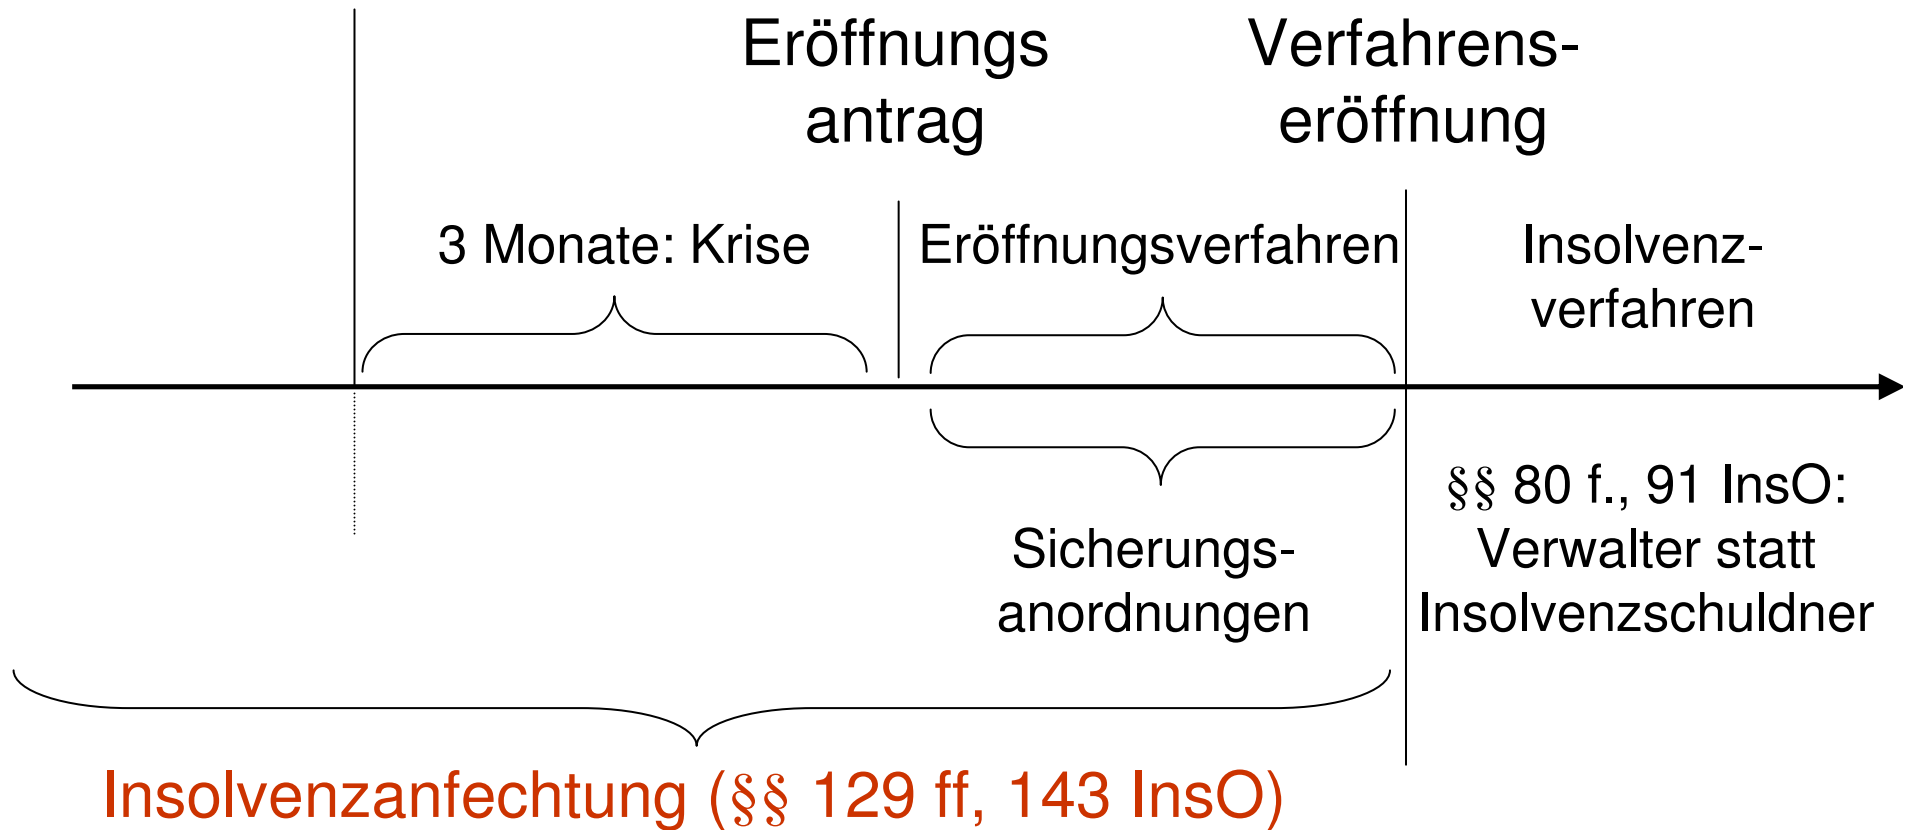 Eröffnungs
antrag
Verfahrens-
eröffnung
3 Monate: Krise
Eröffnungsverfahren
Insolvenz-
verfahren
Sicherungs-
anordnungen
§§ 80 f., 91 InsO:
Verwalter statt
Insolvenzschuldner
Insolvenzanfechtung (§§ 129 ff, 143 InsO)